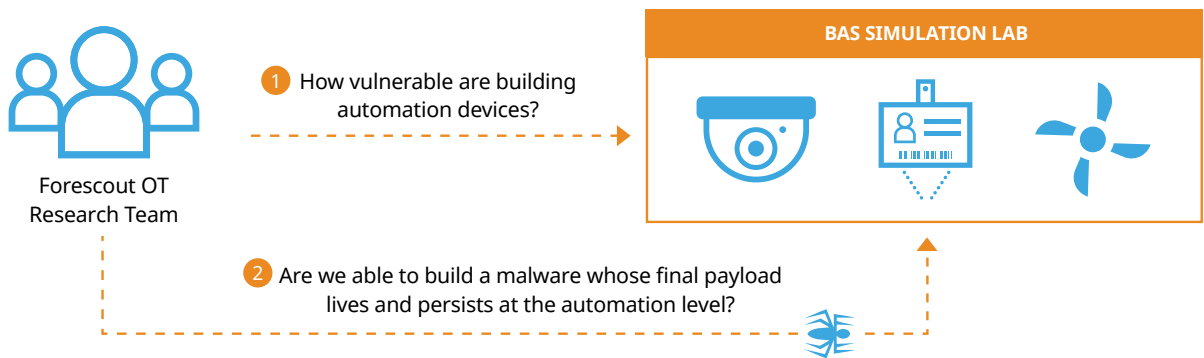 BAS SIMULATION LAB
1 How vulnerable are building
automation devices?
Forescout OT
Research Team
2 Are we able to build a malware whose final payload
lives and persists at the automation level?